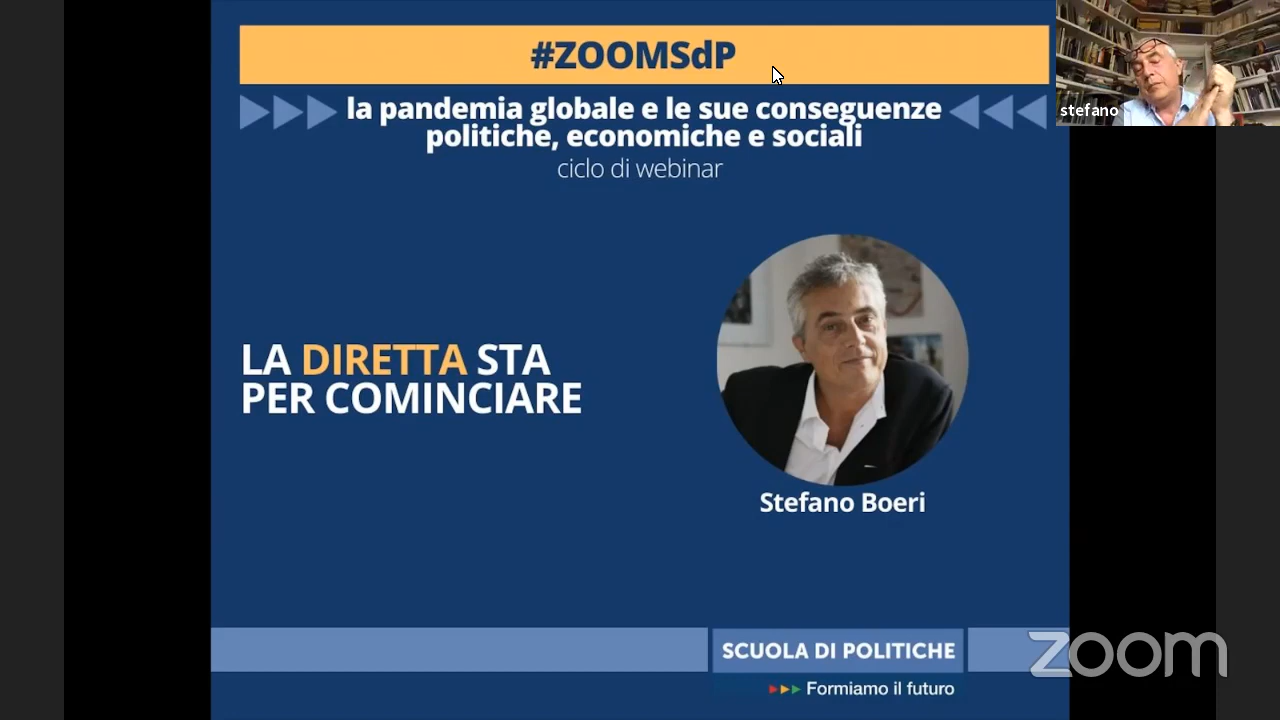 #ZOOMSdP
la pandemia globale e le sue conseguenze
politiche, economiche e sociali
ciclo di webinar
stefano
LA DIRETTA STA
PER COMINCIARE
Stefano Boeri
SCUOLA DI POLITICHE
Formiamo il futuro
zoom